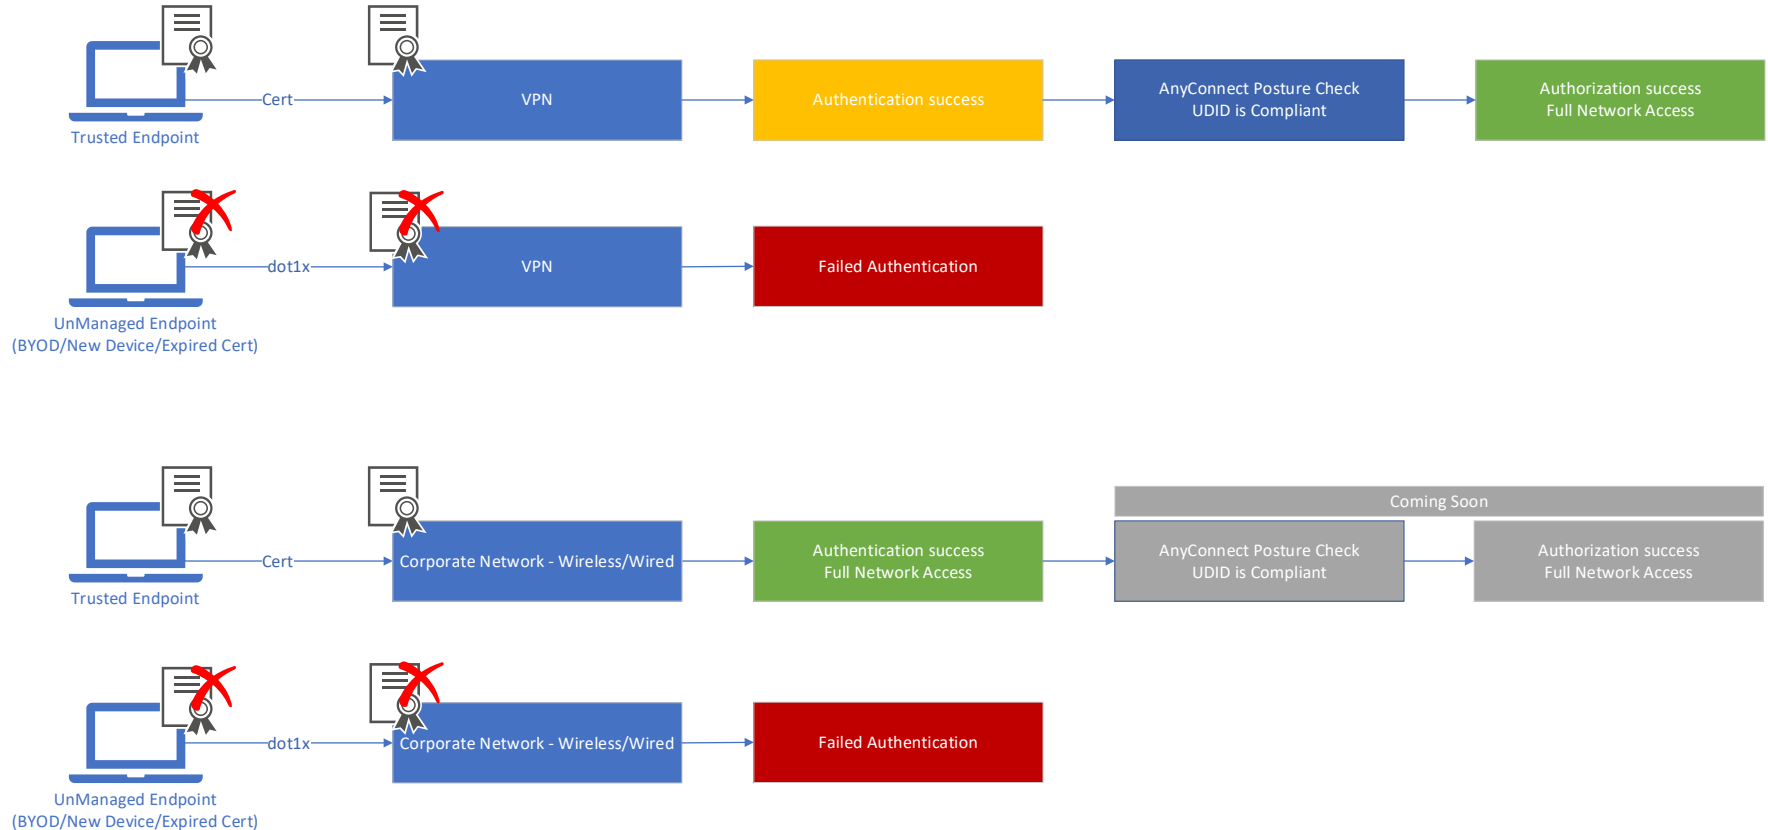 Cert
VPN
Authentication success
AnyConnect Posture Check
UDID is Compliant
Authorization success
Full Network Access
Trusted Endpoint
dot1x
VPN
Failed Authentication
UnManaged Endpoint
(BYOD/New Device/Expired Cert)
Coming Soon
Cert
Corporate Network - Wireless/Wired
Authentication success
Full Network Access
AnyConnect Posture Check
UDID is Compliant
Authorization success
Full Network Access
Trusted Endpoint
dot1x
Corporate Network - Wireless/Wired
Failed Authentication
UnManaged Endpoint
(BYOD/New Device/Expired Cert)